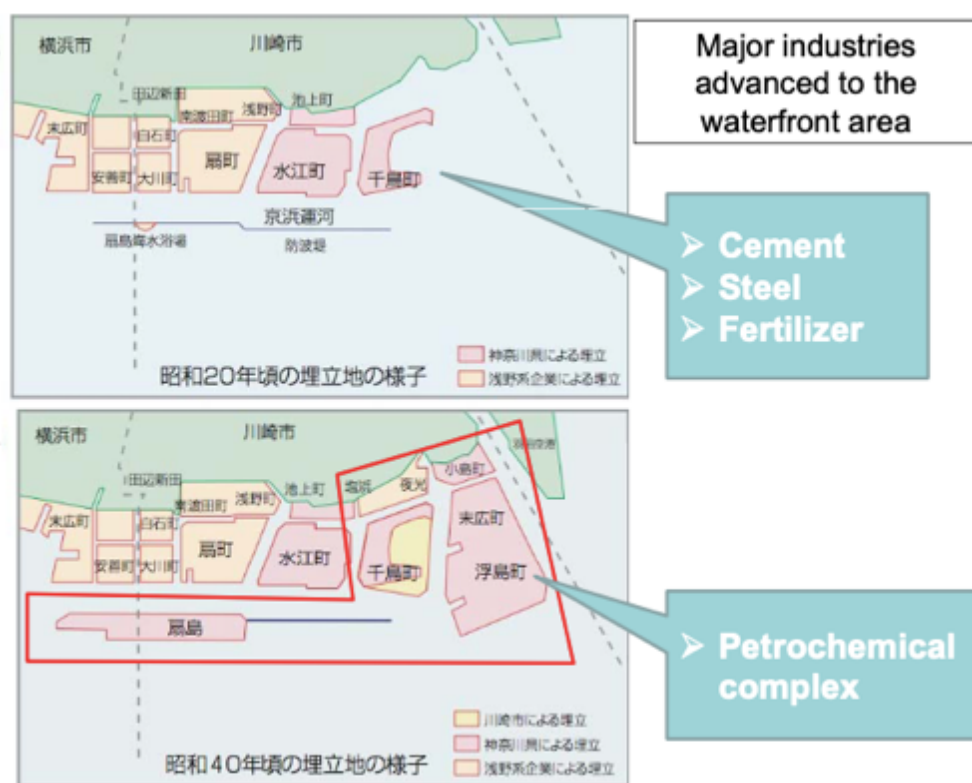 横浜市
川崎市
Major industries
advanced to the
waterfront area
田辺新田
池上町
浅野町
南渡田町
末広町
白石町
扇町
水江町
千鳥町
安善町
大川町
京浜運河
扇島海水浴場
防波堤
➢ Cement
➢ Steel
➢ Fertilizer
神奈川県による埋立
浅野系企業による埋立
昭和20年頃の埋立地の様子
横浜市
川崎市
小島町
田辺新田
池上町
塩浜
夜光
浅野町
南渡田町
末広町
白石町
末広町
扇町
水江町
千鳥町
浮島町
安善町
大川町
扇島
➢ Petrochemical
complex
川崎市による埋立
神奈川県による埋立
浅野系企業による埋立
昭和40年頃の埋立地の様子